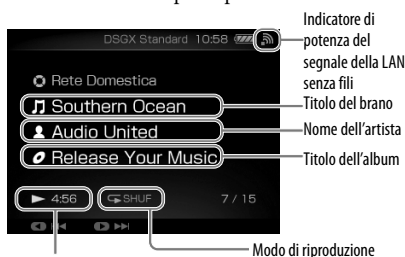 Indicatore di
potenza del
segnale della LAN
senza fili
DSGX Standard 10:58
Rete Domestica
Southern Ocean
Titolo del brano
Audio United
Nome dell'artista
Release Your Music
Titolo dell'album
4:56 SHUF 7 / 15
Modo di riproduzione